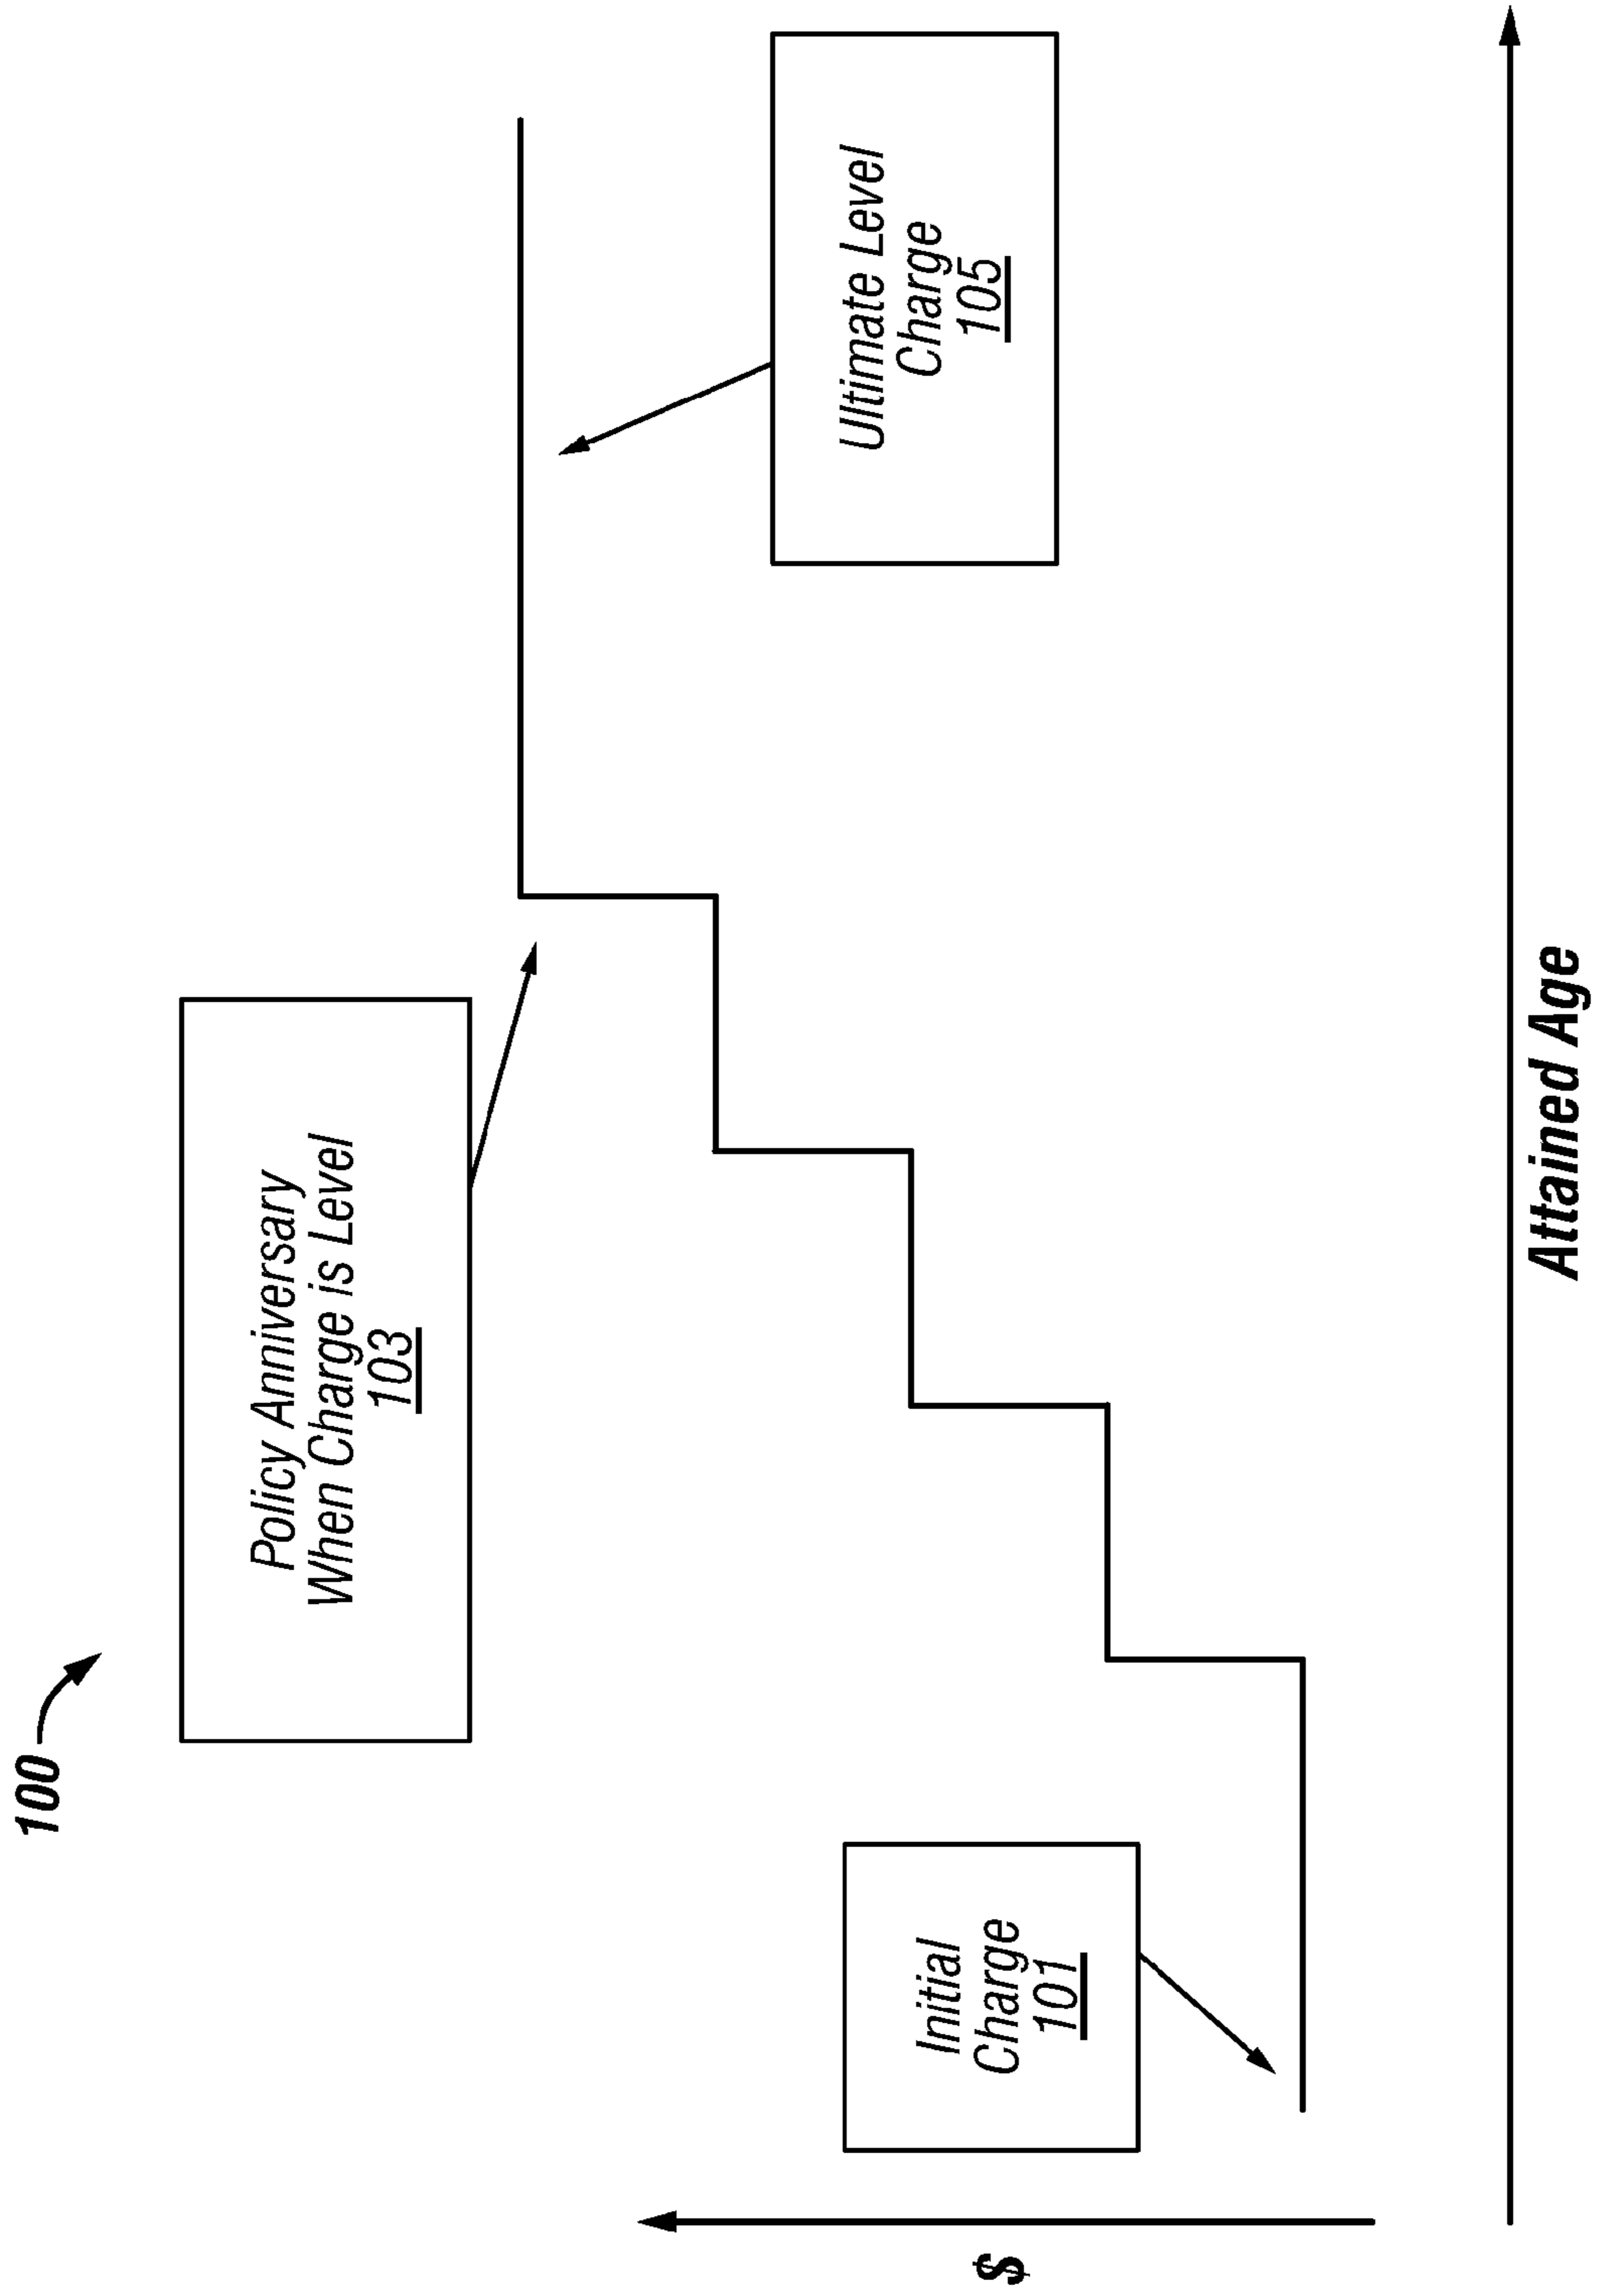 100
Policy Anniversary
When Charge is Level
103
Ultimate Level
Charge
105
Initial
Charge
101
$
Attained Age